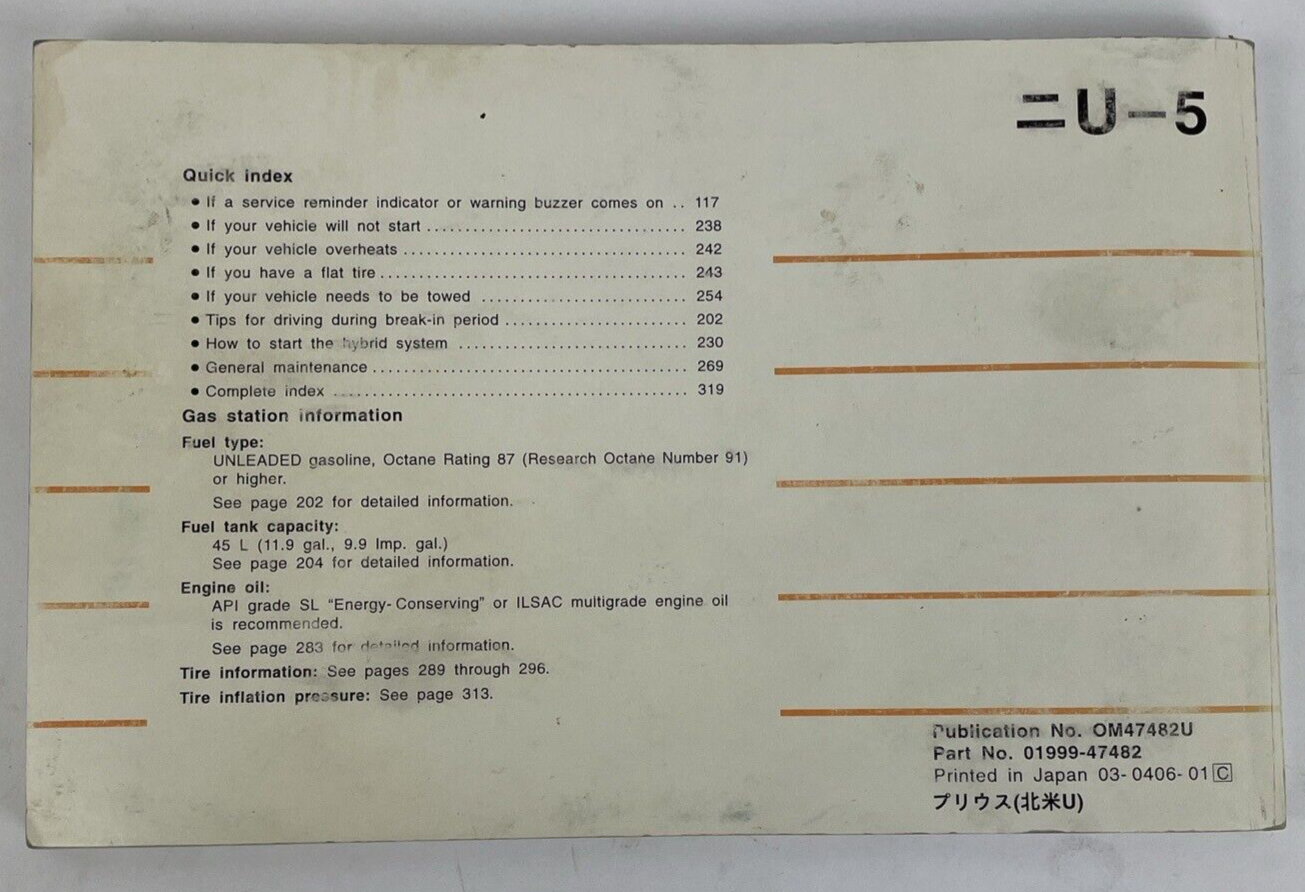 ニU-5
Quick index
● If a service reminder indicator or warning buzzer comes on .. 117
● If your vehicle will not start ................................. 238
● If your vehicle overheats .................................... 242
● If you have a flat tire ....................................... 243
● If your vehicle needs to be towed .......................... 254
● Tips for driving during break-in period ....................... 202
● How to start the hybrid system ............................. 230
● General maintenance ........................................ 269
● Complete index ............................................. 319
Gas station information
Fuel type:
UNLEADED gasoline, Octane Rating 87 (Research Octane Number 91)
or higher.
See page 202 for detailed information.
Fuel tank capacity:
45 L (11.9 gal., 9.9 Imp. gal.)
See page 204 for detailed information.
Engine oil:
API grade SL “Energy-Conserving” or ILSAC multigrade engine oil
is recommended.
See page 283 for detailed information.
Tire information: See pages 289 through 296.
Tire inflation pressure: See page 313.
Publication No. OM47482U
Part No. 01999-47482
Printed in Japan 03-0406-01 C
プリウス(北米U)